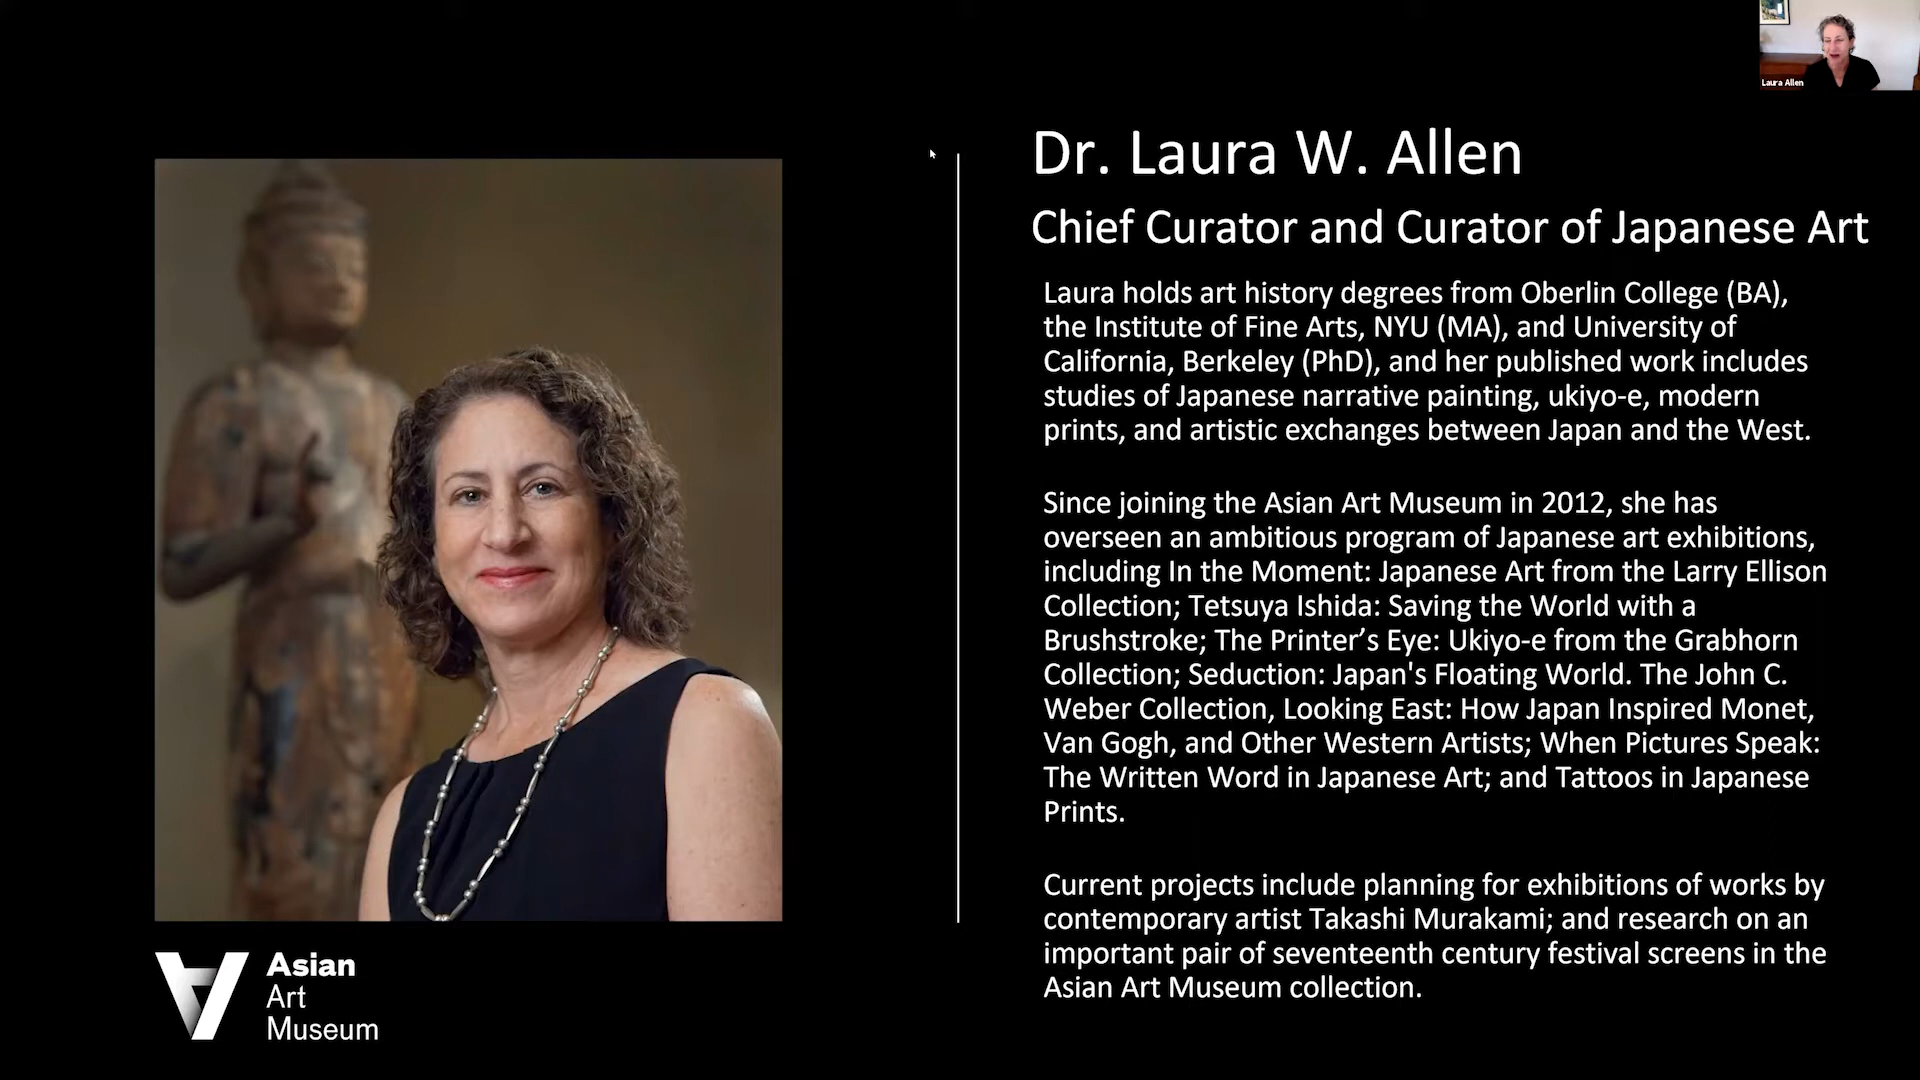 Laura Allen
Dr. Laura W. Allen
Chief Curator and Curator of Japanese Art
Laura holds art history degrees from Oberlin College (BA),
the Institute of Fine Arts, NYU (MA), and University of
California, Berkeley (PhD), and her published work includes
studies of Japanese narrative painting, ukiyo-e, modern
prints, and artistic exchanges between Japan and the West.
Since joining the Asian Art Museum in 2012, she has
overseen an ambitious program of Japanese art exhibitions,
including In the Moment: Japanese Art from the Larry Ellison
Collection; Tetsuya Ishida: Saving the World with a
Brushstroke; The Printer’s Eye: Ukiyo-e from the Grabhorn
Collection; Seduction: Japan's Floating World. The John C.
Weber Collection, Looking East: How Japan Inspired Monet,
Van Gogh, and Other Western Artists; When Pictures Speak:
The Written Word in Japanese Art; and Tattoos in Japanese
Prints.
Current projects include planning for exhibitions of works by
contemporary artist Takashi Murakami; and research on an
important pair of seventeenth century festival screens in the
Asian Art Museum collection.
Asian
Art
Museum